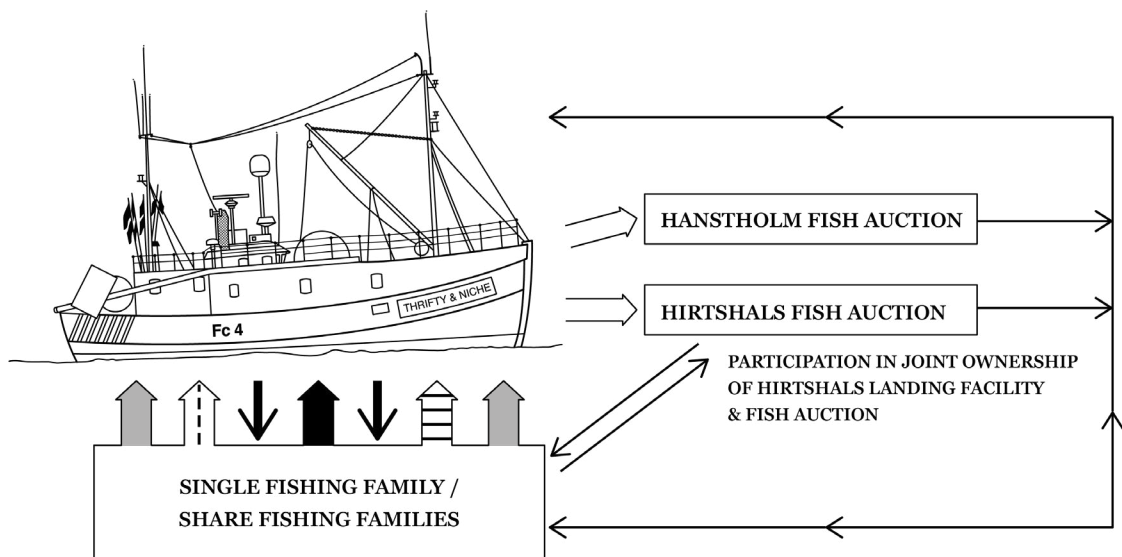 HANSTHOLM FISH AUCTION
THRIFTY & NICHE
HIRTSHALS FISH AUCTION
Fc 4
PARTICIPATION IN JOINT OWNERSHIP
OF HIRTSHALS LANDING FACILITY
& FISH AUCTION
SINGLE FISHING FAMILY /
SHARE FISHING FAMILIES